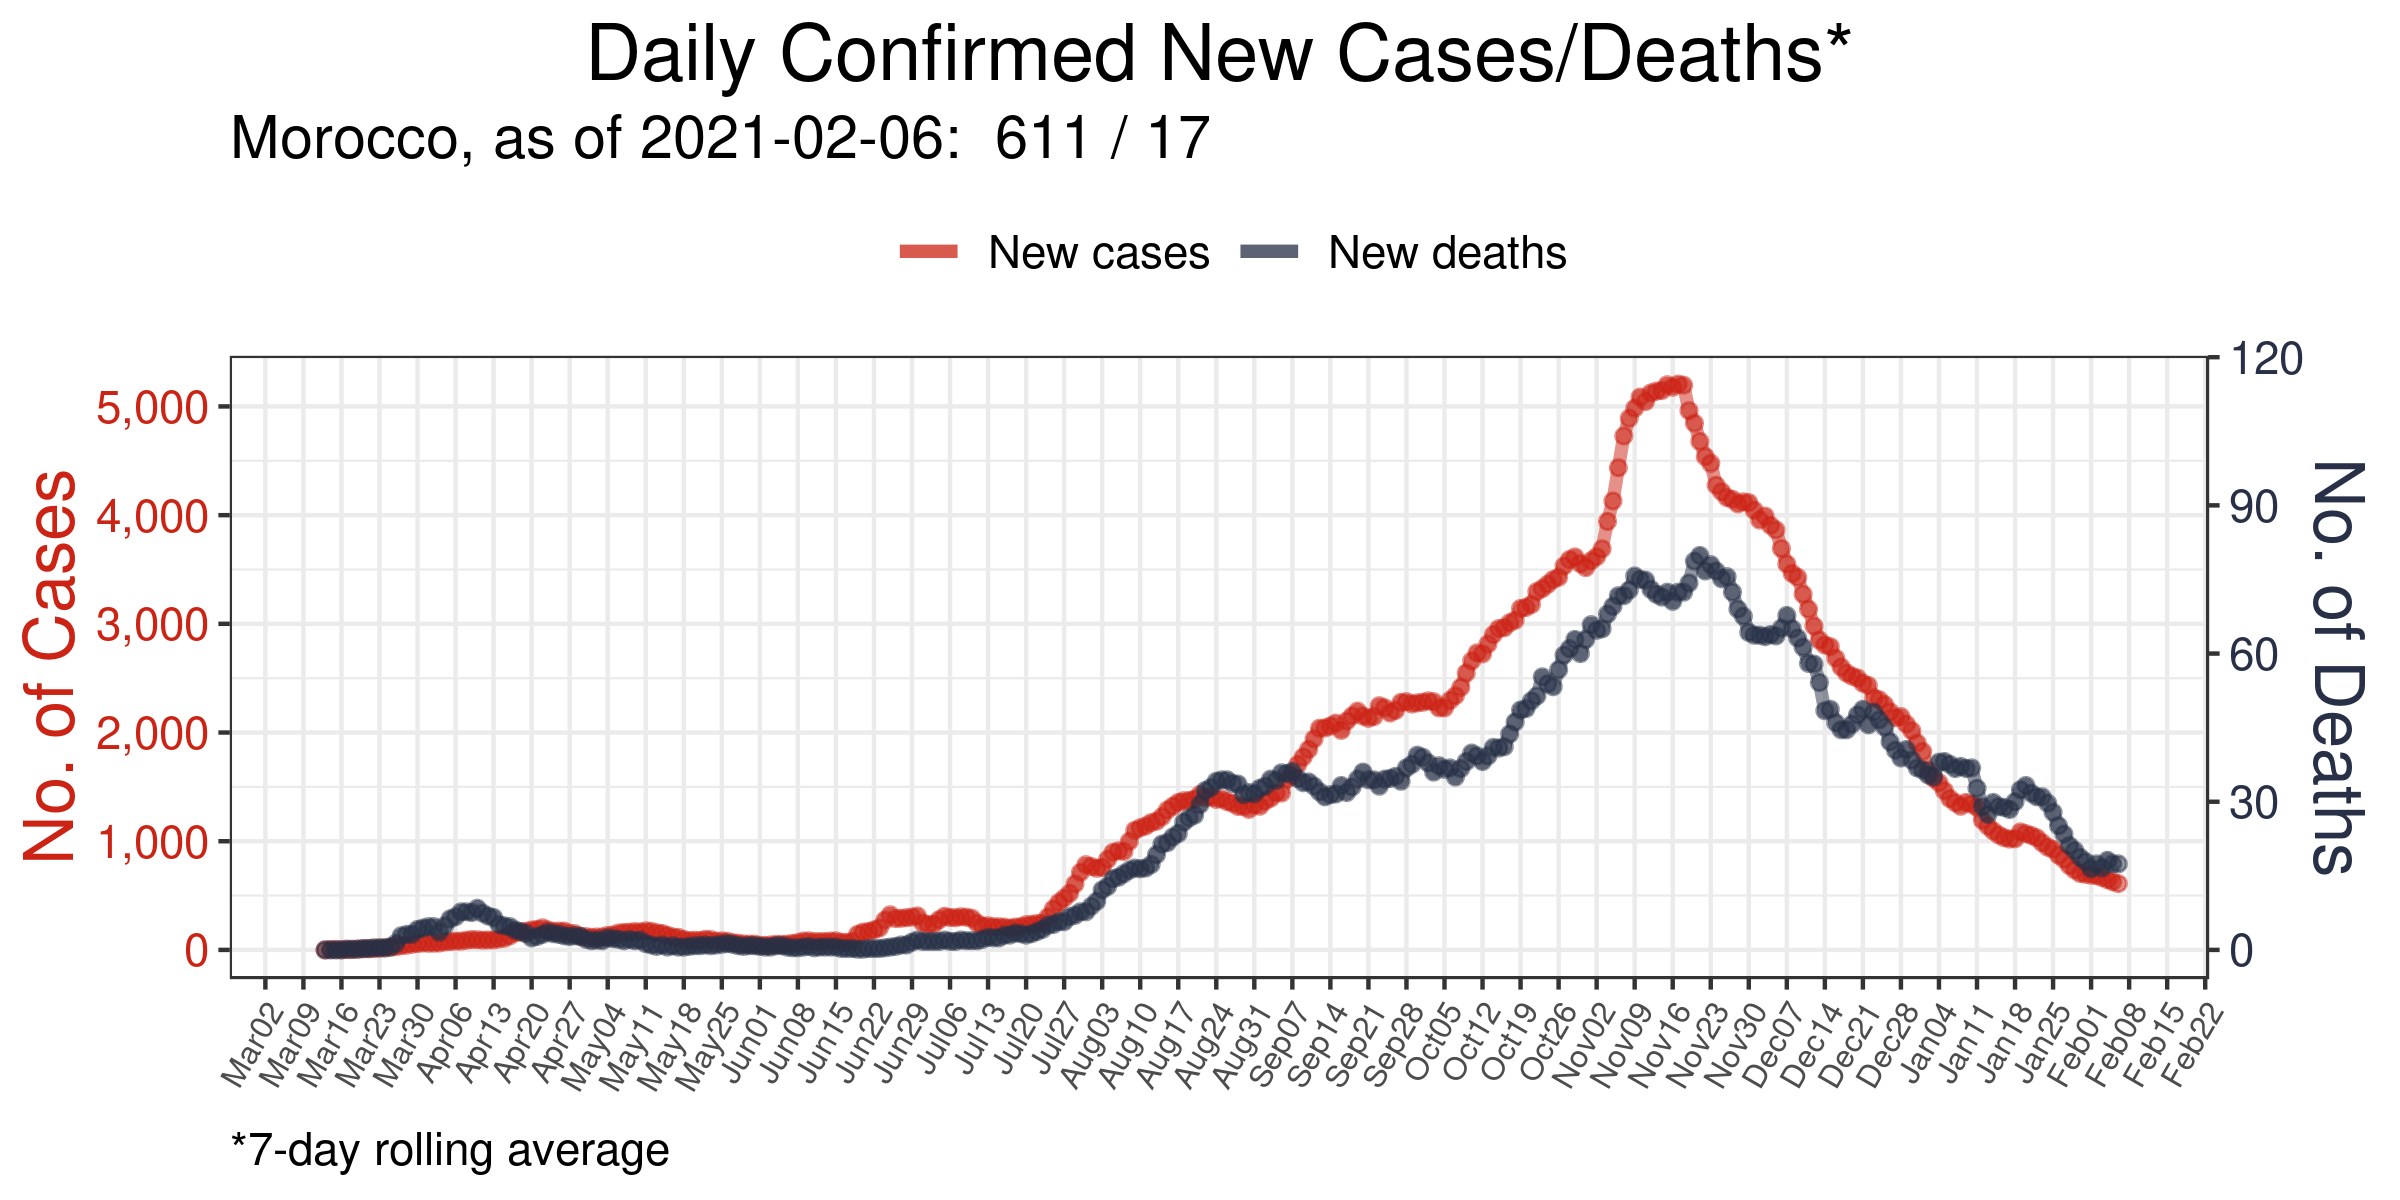 Daily Confirmed New Cases/Deaths*
Morocco, as of 2021-02-06:  611 / 17
New cases
New deaths
No. of Cases
5,000
4,000
3,000
2,000
1,000
0
120
90
60
30
0
No. of Deaths
Mar02
Mar09
Mar16
Mar23
Mar30
Apr06
Apr13
Apr20
Apr27
May04
May11
May18
May25
Jun01
Jun08
Jun15
Jun22
Jun29
Jul06
Jul13
Jul20
Jul27
Aug03
Aug10
Aug17
Aug24
Aug31
Sep07
Sep14
Sep21
Sep28
Oct05
Oct12
Oct19
Oct26
Nov02
Nov09
Nov16
Nov23
Nov30
Dec07
Dec14
Dec21
Dec28
Jan04
Jan11
Jan18
Jan25
Feb01
Feb08
Feb15
Feb22
*7-day rolling average